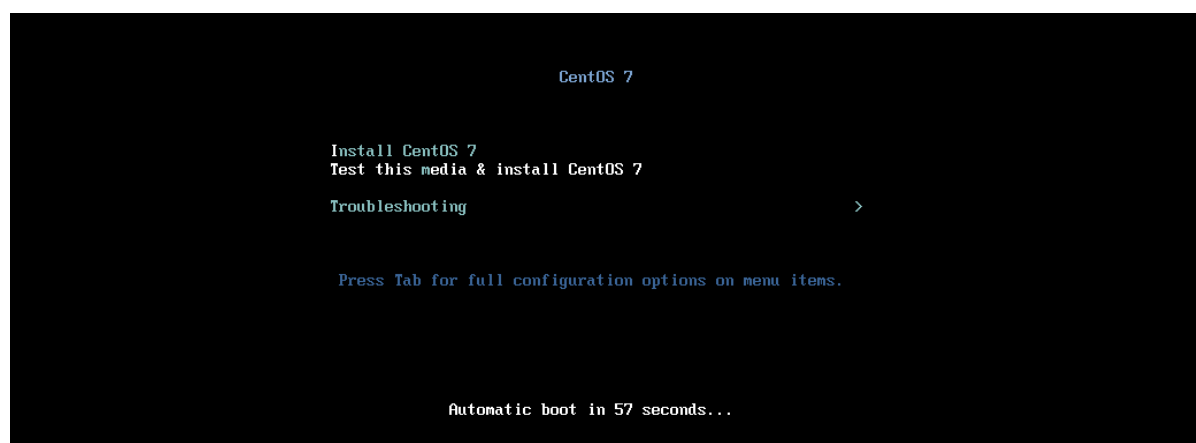 CentOS 7
Install CentOS 7
Test this media & install CentOS 7
Troubleshooting >
Press Tab for full configuration options on menu items.
Automatic boot in 57 seconds...